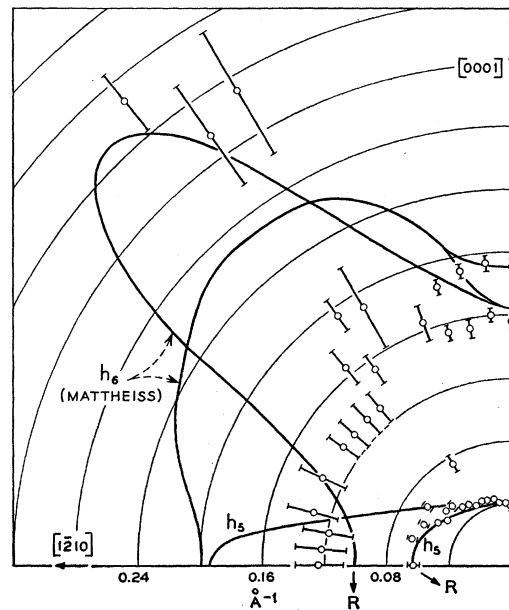 [0001]
h6
(MATTHEISS)
h5
h5
[1̄2̄10]
0.24
0.16
0.08
Å⁻¹
R
R